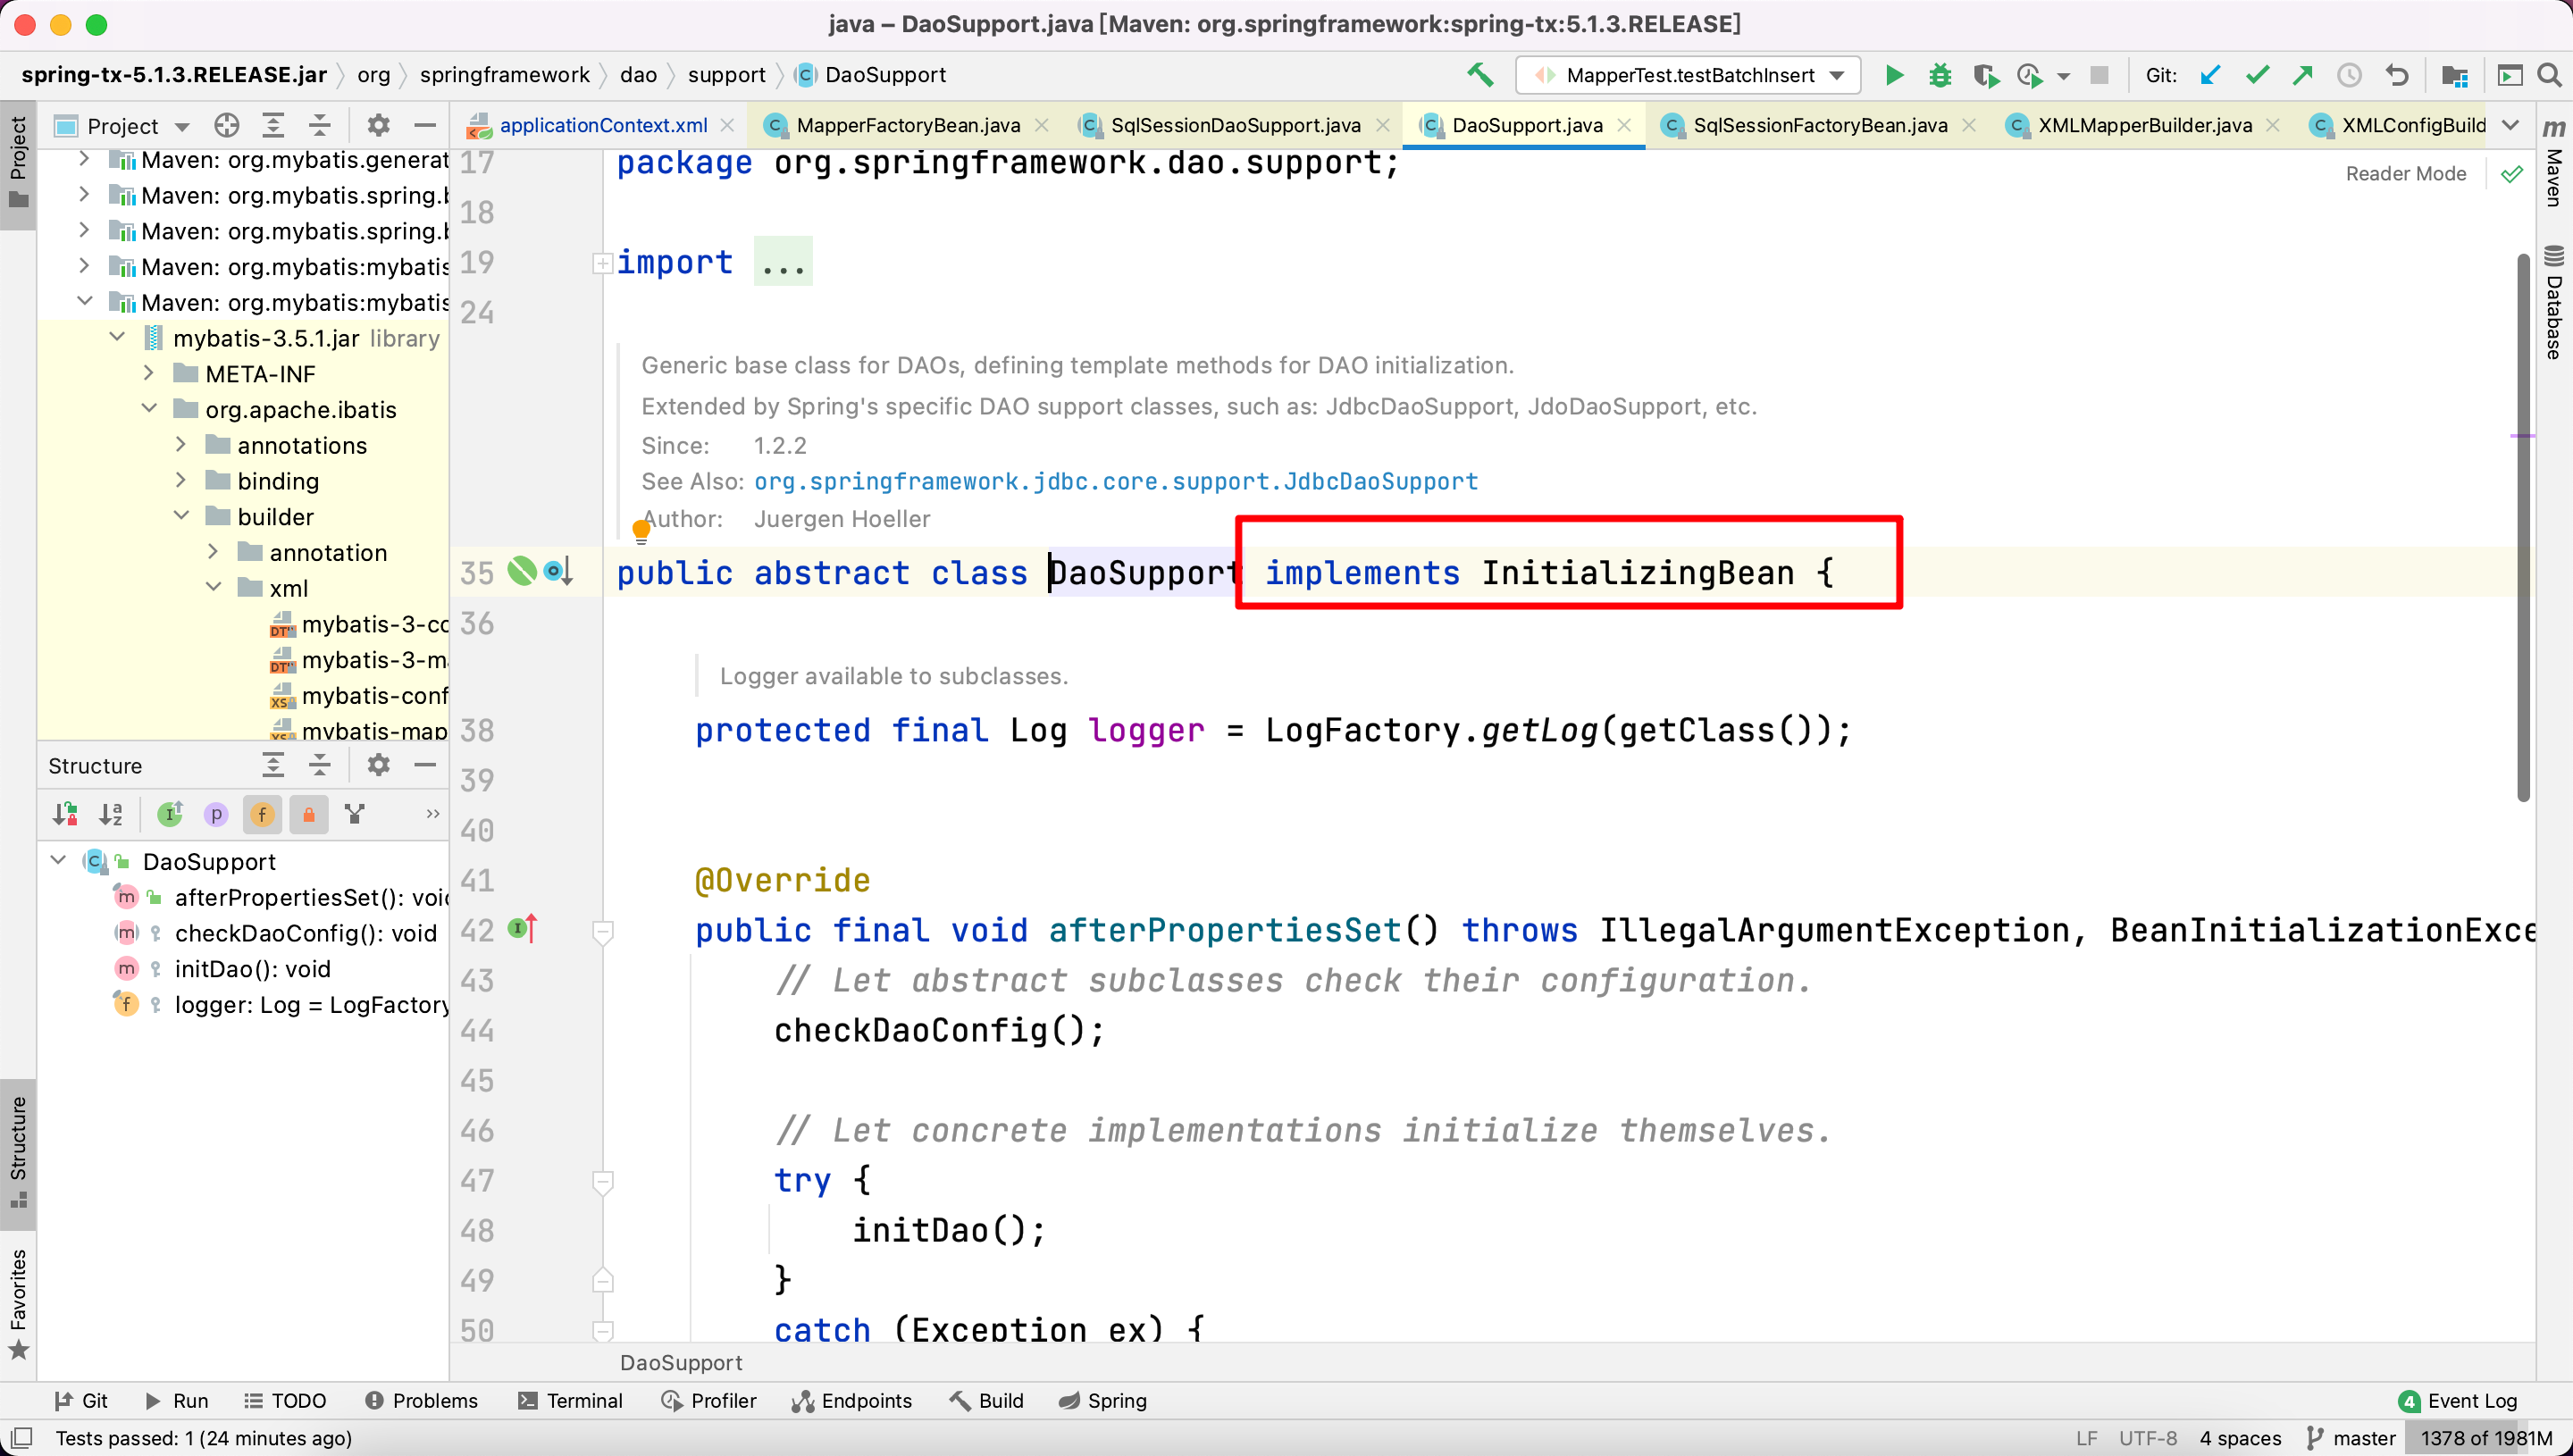 java – DaoSupport.java [Maven: org.springframework:spring-tx:5.1.3.RELEASE]
spring-tx-5.1.3.RELEASE.jar org springframework dao support DaoSupport
MapperTest.testBatchInsert
Git:
Project
applicationContext.xml MapperFactoryBean.java SqlSessionDaoSupport.java DaoSupport.java SqlSessionFactoryBean.java XMLMapperBuilder.java XMLConfigBuild
Project
Maven: org.mybatis.generat
Maven: org.mybatis.spring.b
Maven: org.mybatis.spring.b
Maven: org.mybatis:mybatis
Maven: org.mybatis:mybatis
mybatis-3.5.1.jar library
META-INF
org.apache.ibatis
annotations
binding
builder
annotation
xml
mybatis-3-co
mybatis-3-m
mybatis-conf
mybatis-map
Structure
DaoSupport
afterPropertiesSet(): void
checkDaoConfig(): void
initDao(): void
logger: Log = LogFactory
Structure
Favorites
Reader Mode
Maven
Database
17 package org.springframework.dao.support;
18
19 import ...
24
Generic base class for DAOs, defining template methods for DAO initialization.
Extended by Spring's specific DAO support classes, such as: JdbcDaoSupport, JdoDaoSupport, etc.
Since: 1.2.2
See Also: org.springframework.jdbc.core.support.JdbcDaoSupport
Author: Juergen Hoeller
35 public abstract class DaoSupport implements InitializingBean {
36
Logger available to subclasses.
38 protected final Log logger = LogFactory.getLog(getClass());
39
40
41 @Override
42 public final void afterPropertiesSet() throws IllegalArgumentException, BeanInitializationExce
43 // Let abstract subclasses check their configuration.
44 checkDaoConfig();
45
46 // Let concrete implementations initialize themselves.
47 try {
48 initDao();
49 }
50 catch (Exception ex) {
DaoSupport
Git Run TODO Problems Terminal Profiler Endpoints Build Spring
4 Event Log
Tests passed: 1 (24 minutes ago)
LF UTF-8 4 spaces master 1378 of 1981M